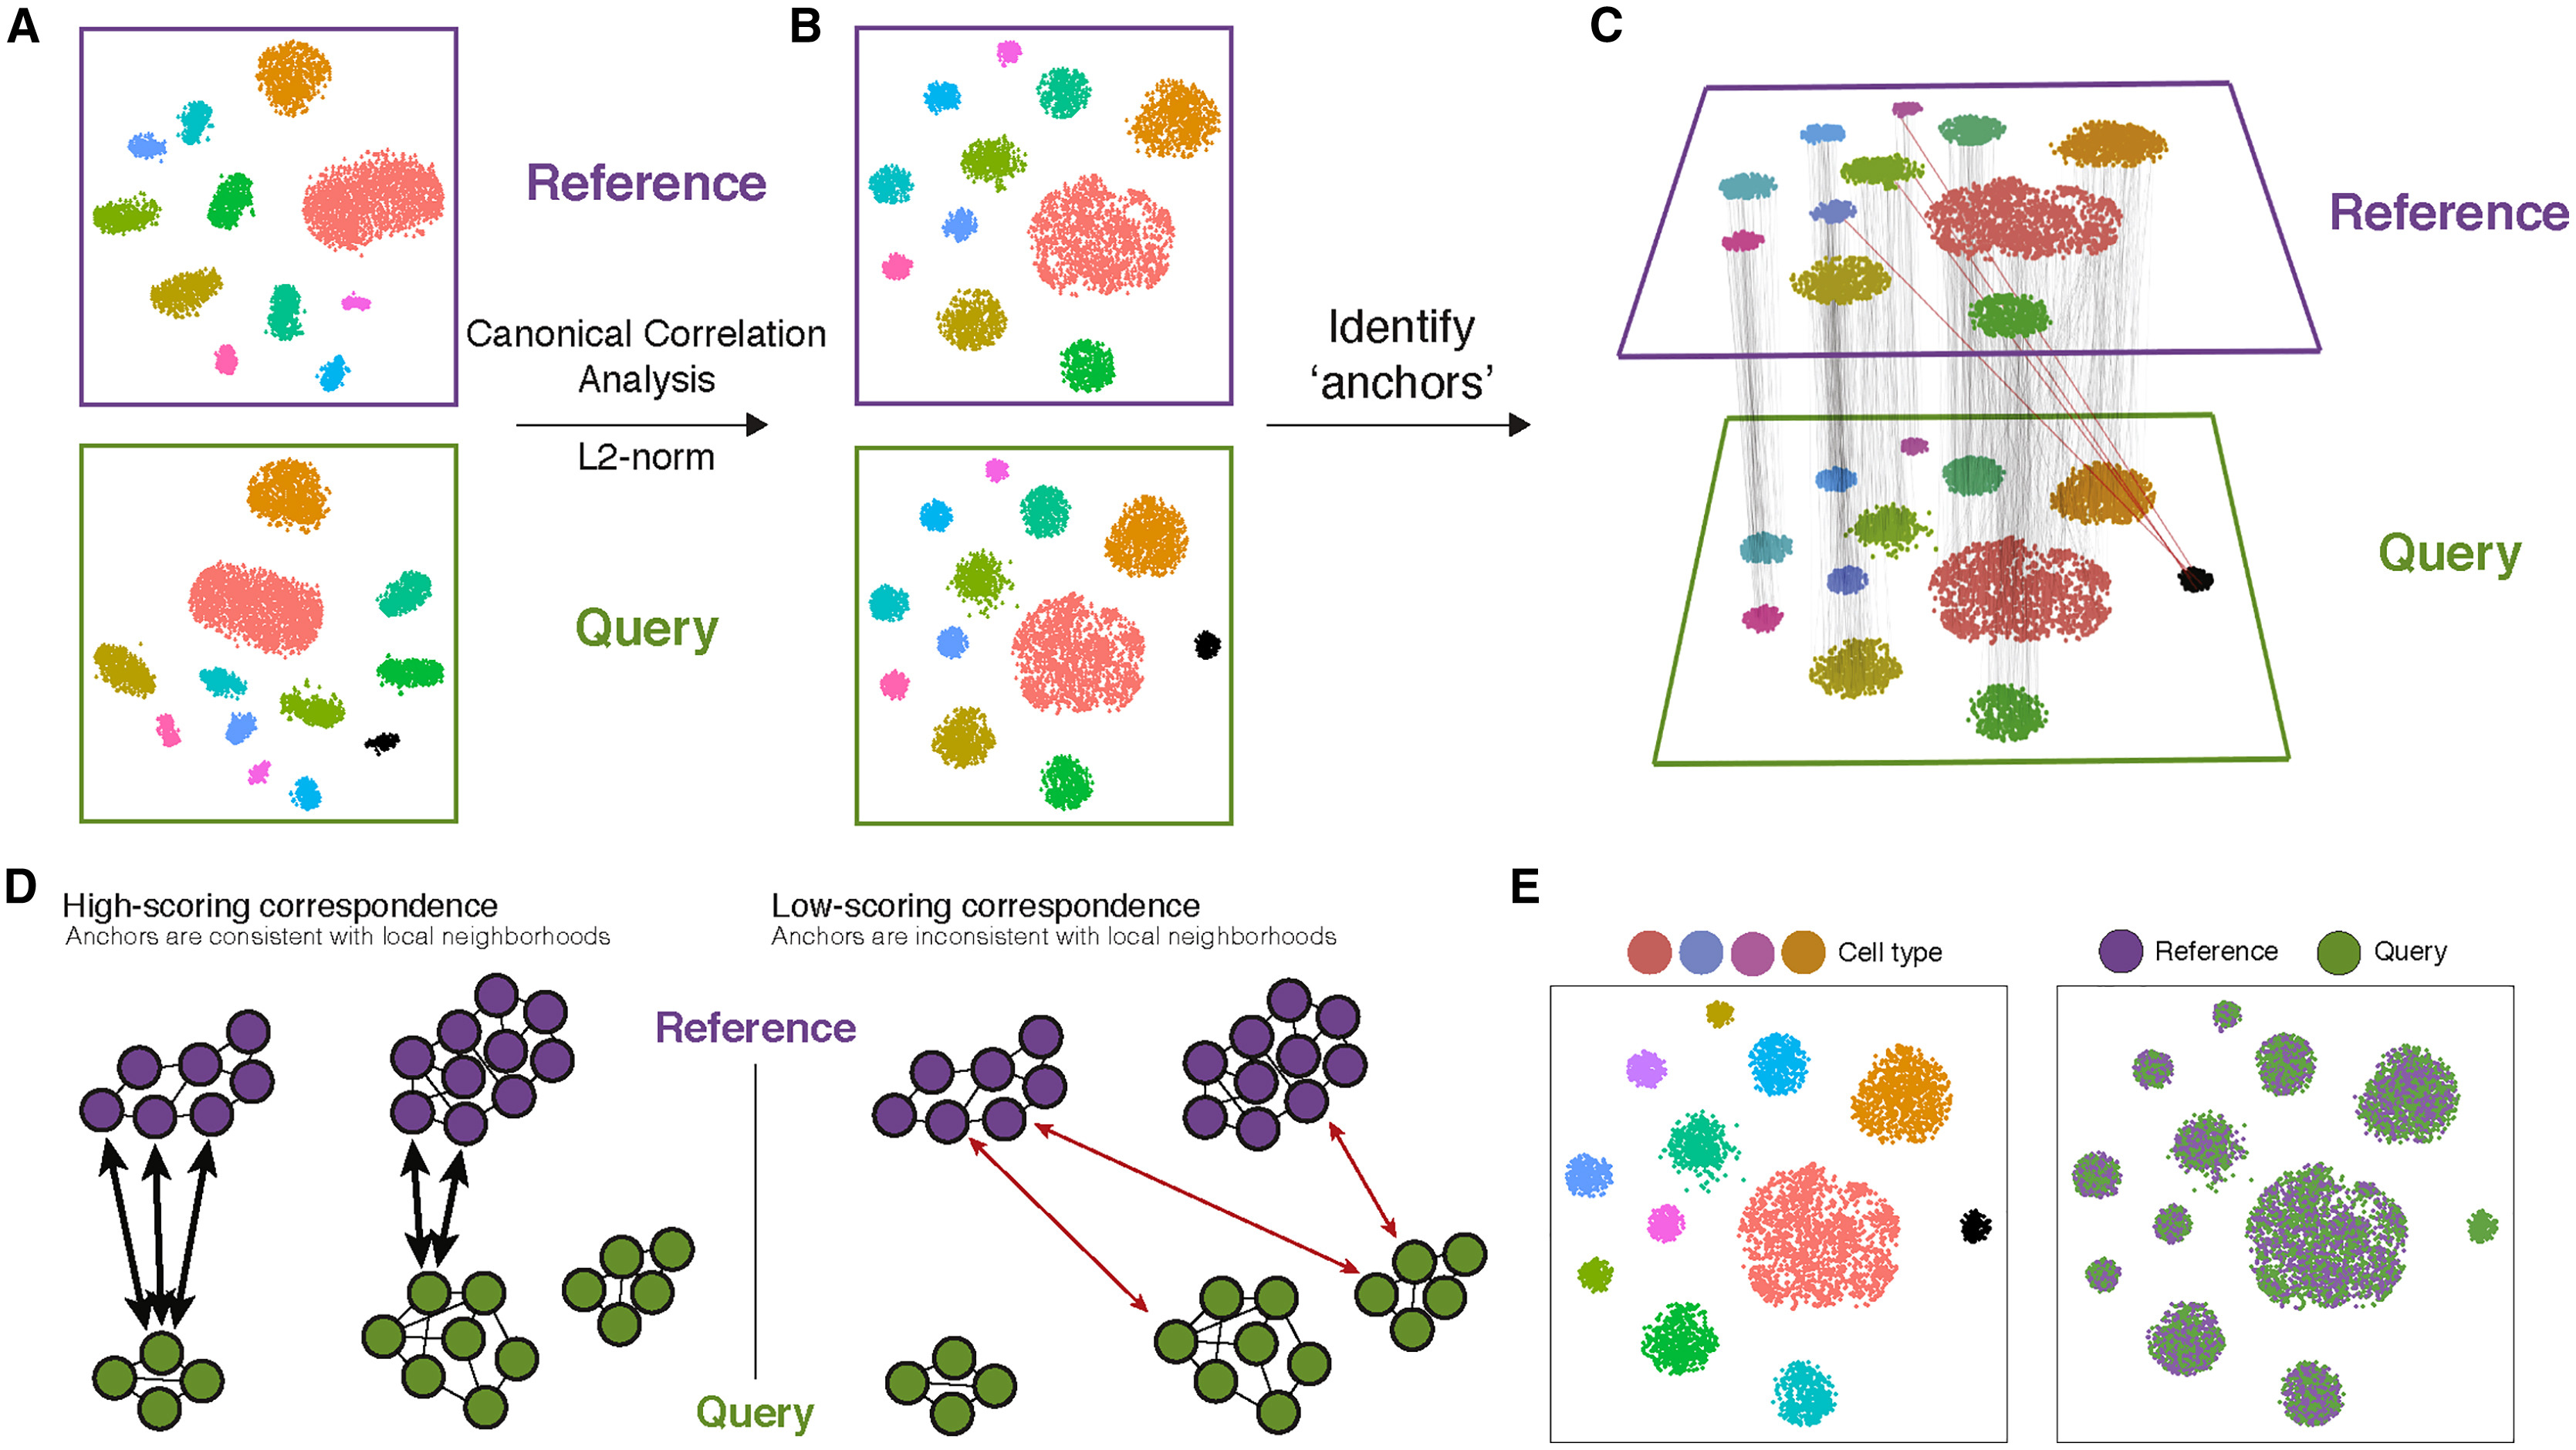 A
B
C
Reference
Canonical Correlation
Analysis
L2-norm
Query
Identify
‘anchors’
Reference
Query
D
High-scoring correspondence
Anchors are consistent with local neighborhoods
Low-scoring correspondence
Anchors are inconsistent with local neighborhoods
Reference
Query
E
Cell type
Reference
Query